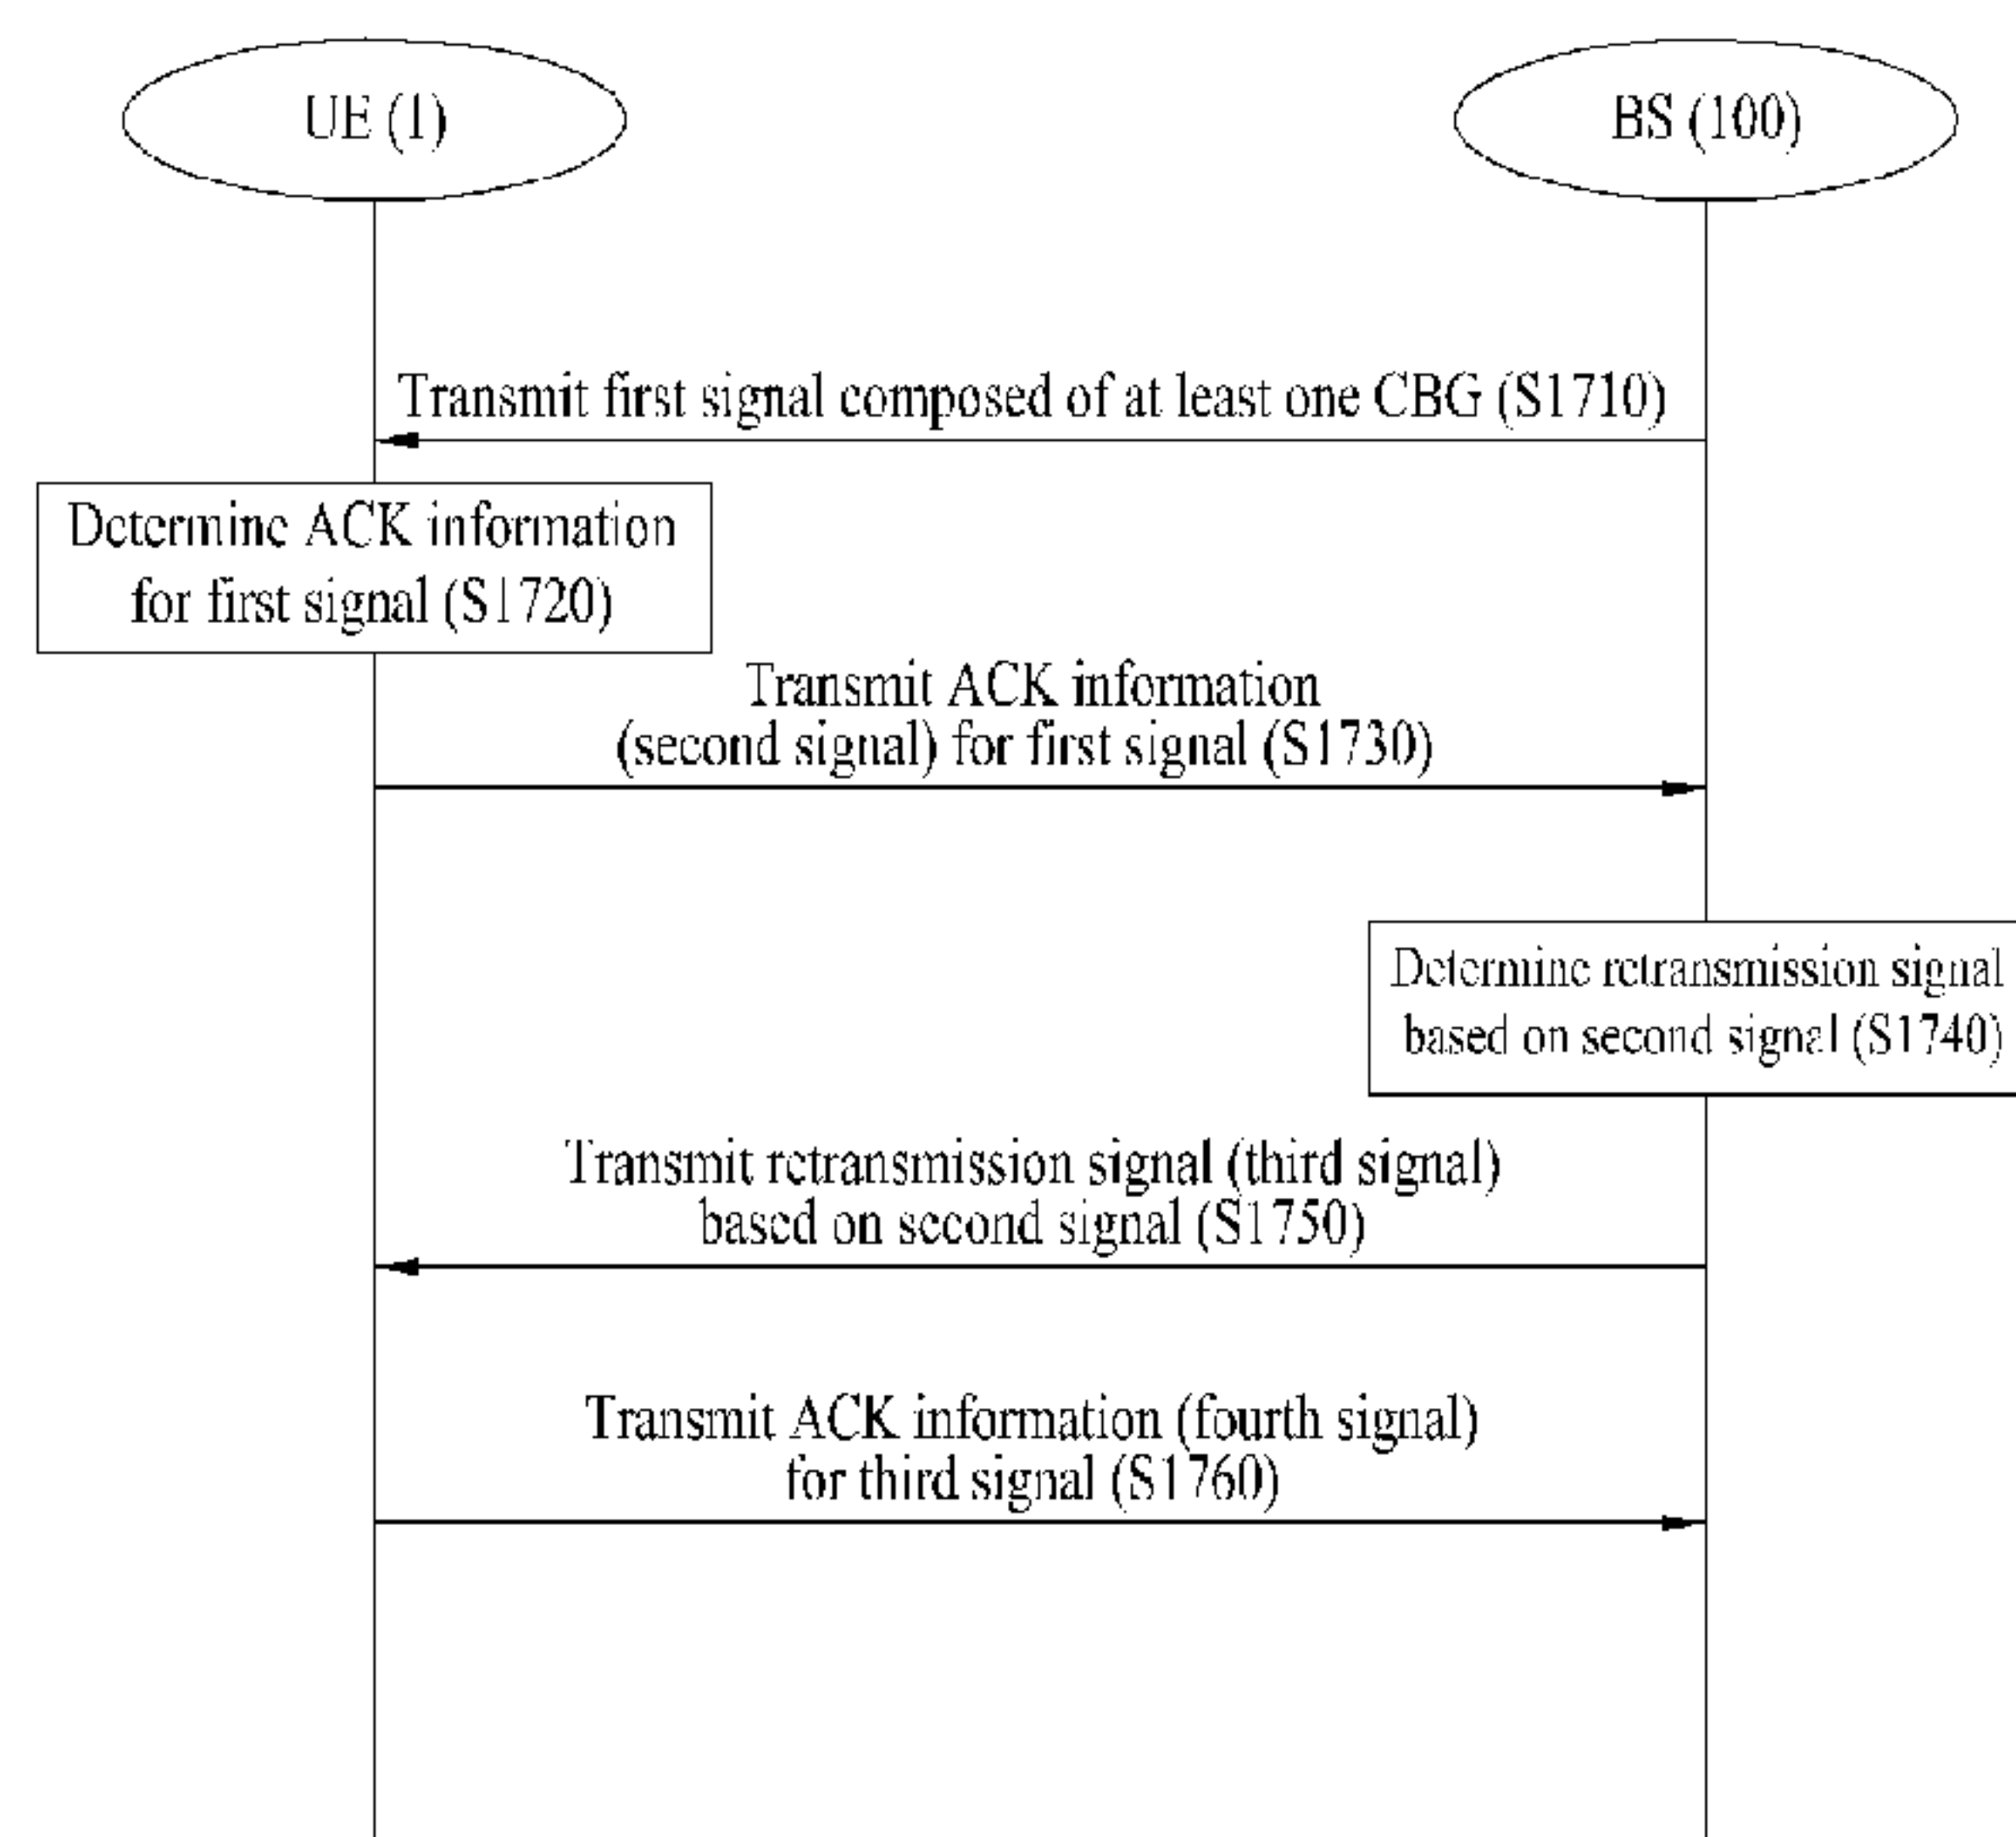 UE (1)
BS (100)
Transmit first signal composed of at least one CBG (S1710)
Determine ACK information
for first signal (S1720)
Transmit ACK information
(second signal) for first signal (S1730)
Determine retransmission signal
based on second signal (S1740)
Transmit retransmission signal (third signal)
based on second signal (S1750)
Transmit ACK information (fourth signal)
for third signal (S1760)